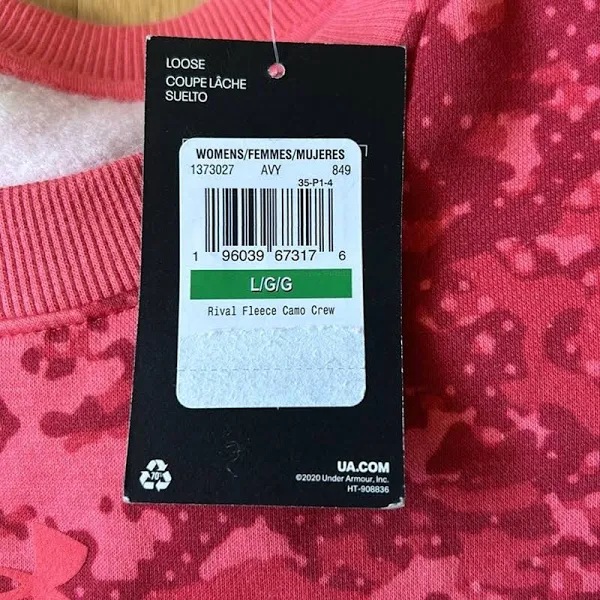 LOOSE
COUPE LÂCHE
SUELTO
WOMENS/FEMMES/MUJERES
1373027 AVY 849
35-P1-4
1 96039 67317 6
L/G/G
Rival Fleece Camo Crew
70%
UA.COM
©2020 Under Armour, Inc.
HT-908836